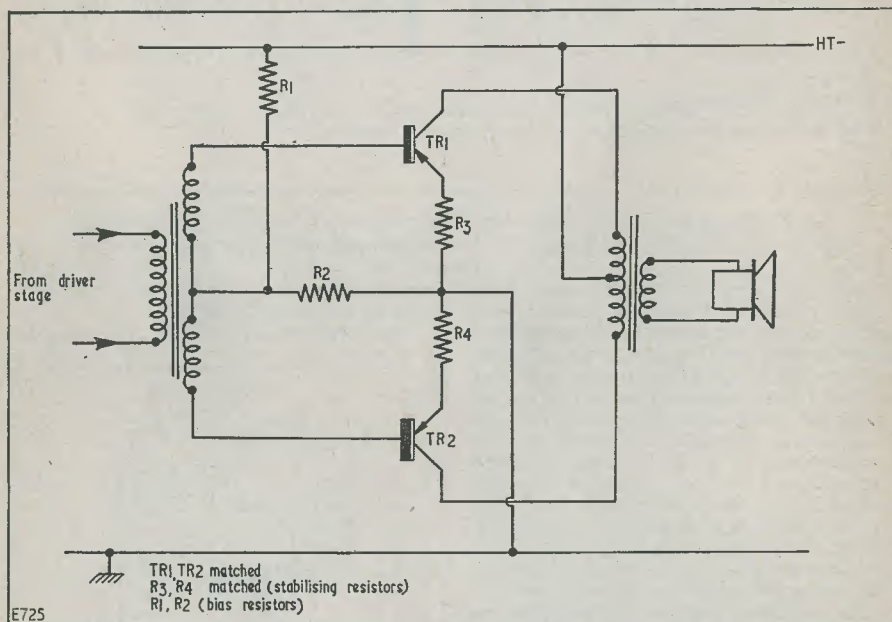 HT-
R1
TR1
R3
From driver
stage
R2
R4
TR2
TR1, TR2 matched
R3, R4 matched (stabilising resistors)
R1, R2 (bias resistors)
E725